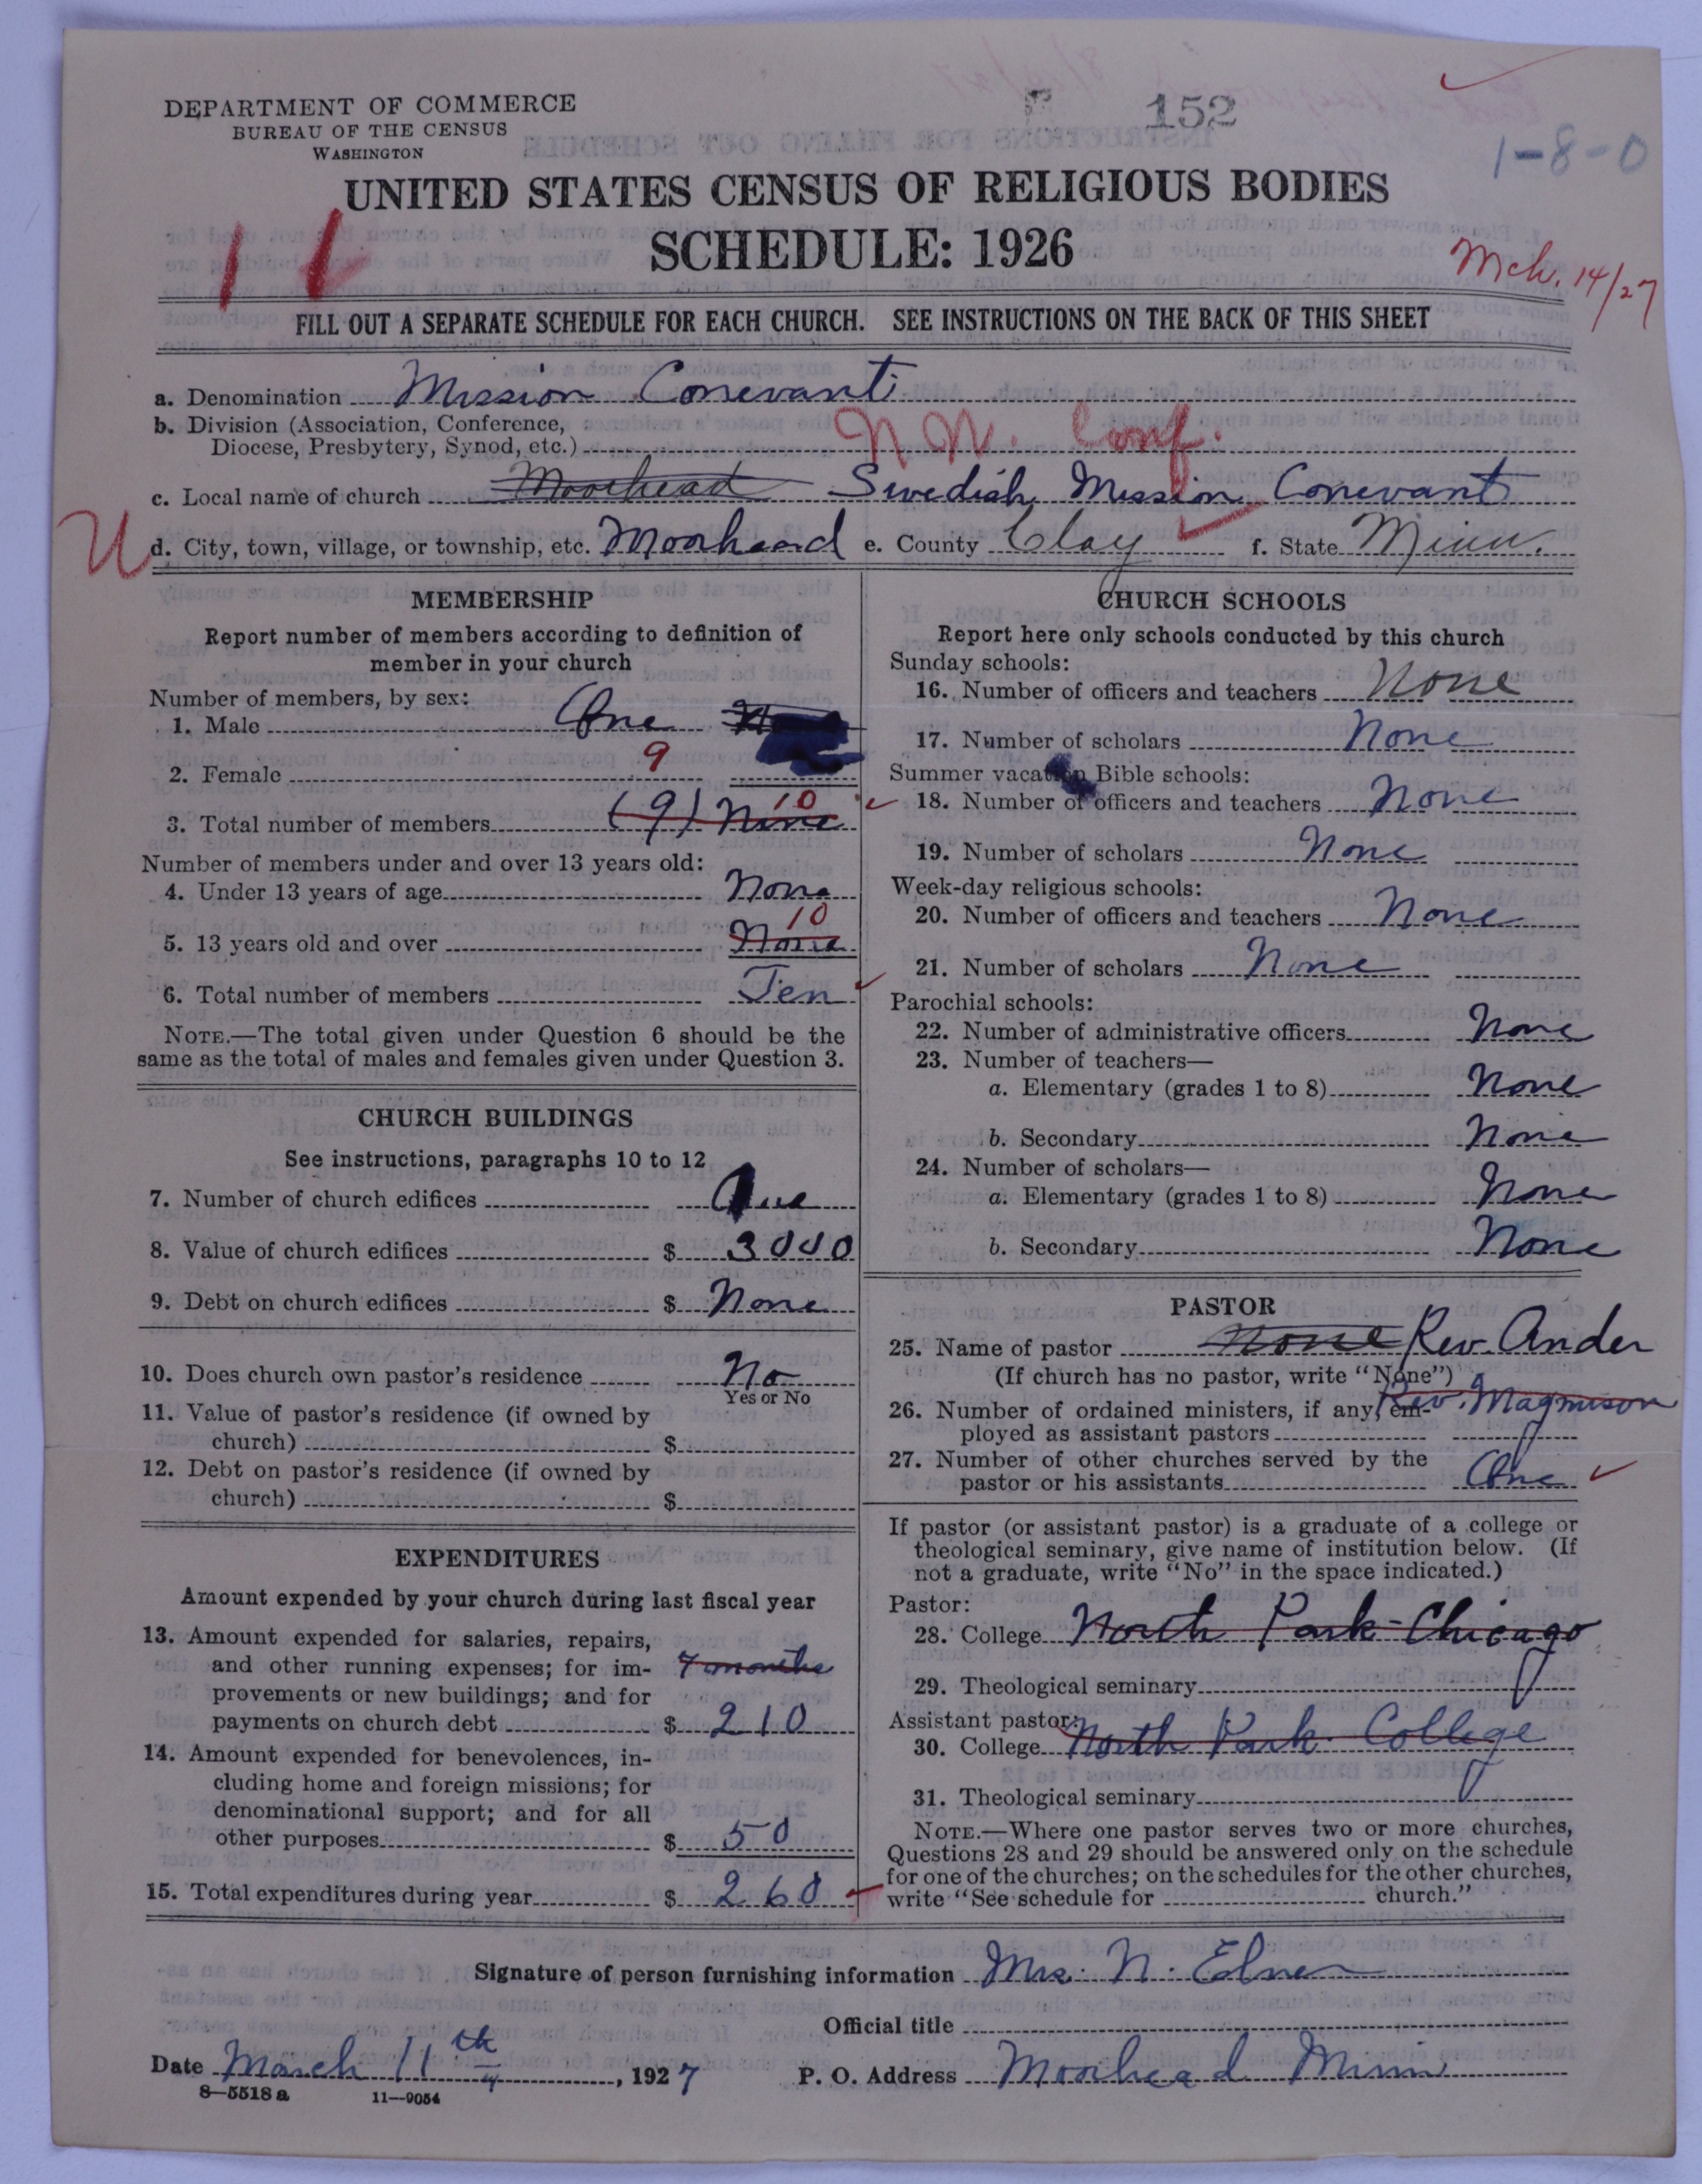 DEPARTMENT OF COMMERCE
BUREAU OF THE CENSUS
WASHINGTON
152
1-8-0
UNITED STATES CENSUS OF RELIGIOUS BODIES
SCHEDULE: 1926
11
Mch. 14/27
FILL OUT A SEPARATE SCHEDULE FOR EACH CHURCH. SEE INSTRUCTIONS ON THE BACK OF THIS SHEET
a. Denomination Mission Conevant
b. Division (Association, Conference,
Diocese, Presbytery, Synod, etc.) N.W. Conf.
c. Local name of church Moorhead Swedish Mission Conevant
U
d. City, town, village, or township, etc. Moorhead e. County Clay f. State Minn.
MEMBERSHIP
Report number of members according to definition of
member in your church
Number of members, by sex:
1. Male One
2. Female 9
3. Total number of members (9) Nine 10
Number of members under and over 13 years old:
4. Under 13 years of age None
5. 13 years old and over None 10
6. Total number of members Ten
NOTE.—The total given under Question 6 should be the
same as the total of males and females given under Question 3.
CHURCH BUILDINGS
See instructions, paragraphs 10 to 12
7. Number of church edifices One
8. Value of church edifices $ 3000
9. Debt on church edifices $ None
10. Does church own pastor's residence No
Yes or No
11. Value of pastor's residence (if owned by
church) $
12. Debt on pastor's residence (if owned by
church) $
EXPENDITURES
Amount expended by your church during last fiscal year
13. Amount expended for salaries, repairs,
and other running expenses; for im- 7 months
provements or new buildings; and for
payments on church debt $ 210
14. Amount expended for benevolences, in-
cluding home and foreign missions; for
denominational support; and for all
other purposes $ 50
15. Total expenditures during year $ 260
CHURCH SCHOOLS
Report here only schools conducted by this church
Sunday schools:
16. Number of officers and teachers None
17. Number of scholars None
Summer vacation Bible schools:
18. Number of officers and teachers None
19. Number of scholars None
Week-day religious schools:
20. Number of officers and teachers None
21. Number of scholars None
Parochial schools:
22. Number of administrative officers None
23. Number of teachers—
a. Elementary (grades 1 to 8) None
b. Secondary None
24. Number of scholars—
a. Elementary (grades 1 to 8) None
b. Secondary None
PASTOR
25. Name of pastor None Rev. Ander
(If church has no pastor, write "None")
26. Number of ordained ministers, if any, em- Rev. Magnuson
ployed as assistant pastors
27. Number of other churches served by the
pastor or his assistants One
If pastor (or assistant pastor) is a graduate of a college or
theological seminary, give name of institution below. (If
not a graduate, write "No" in the space indicated.)
Pastor:
28. College North Park Chicago
29. Theological seminary
Assistant pastor:
30. College North Park College
31. Theological seminary
NOTE.—Where one pastor serves two or more churches,
Questions 28 and 29 should be answered only on the schedule
for one of the churches; on the schedules for the other churches,
write "See schedule for church."
Signature of person furnishing information Mrs. N. Elner
Official title
Date March 11th, 1927 P. O. Address Moorhead Minn
8—5518 a 11—9054